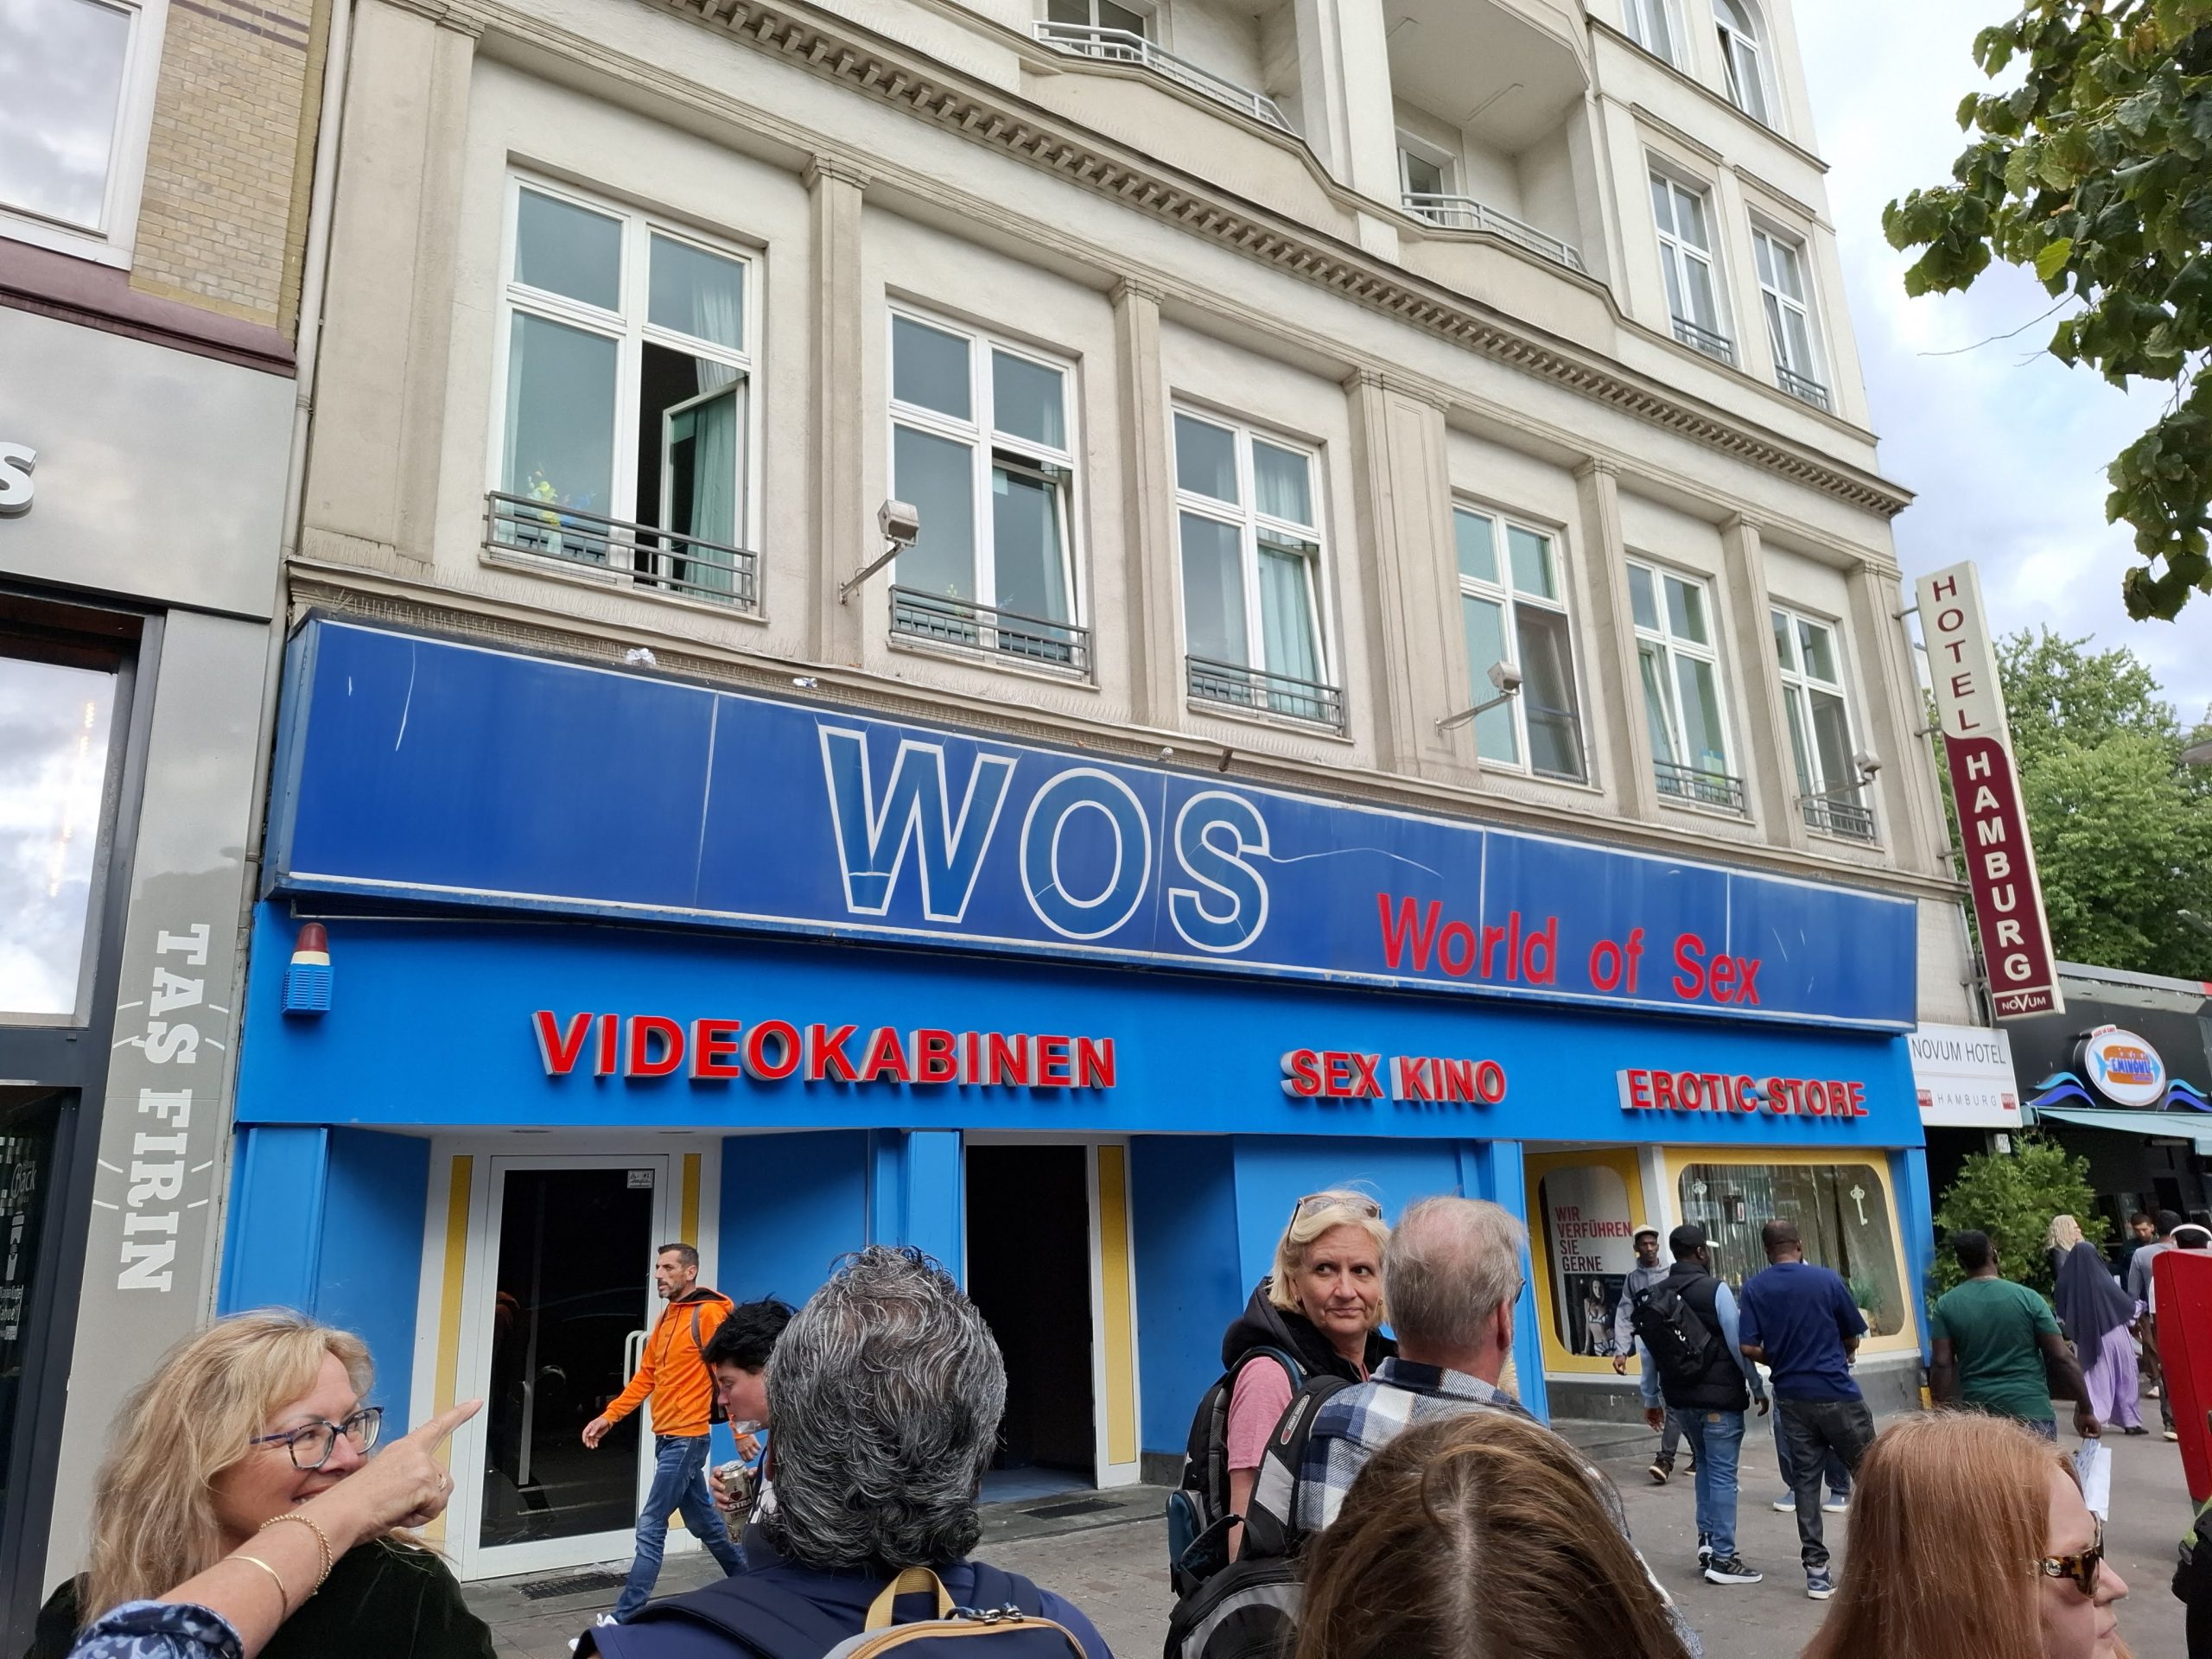 S
TAS FIRIN
WOS
World of Sex
VIDEOKABINEN
SEX KINO
EROTIC STORE
WIR
VERFÜHREN
SIE
GERNE
HOTEL HAMBURG
NOVUM
NOVUM HOTEL
HAMBURG